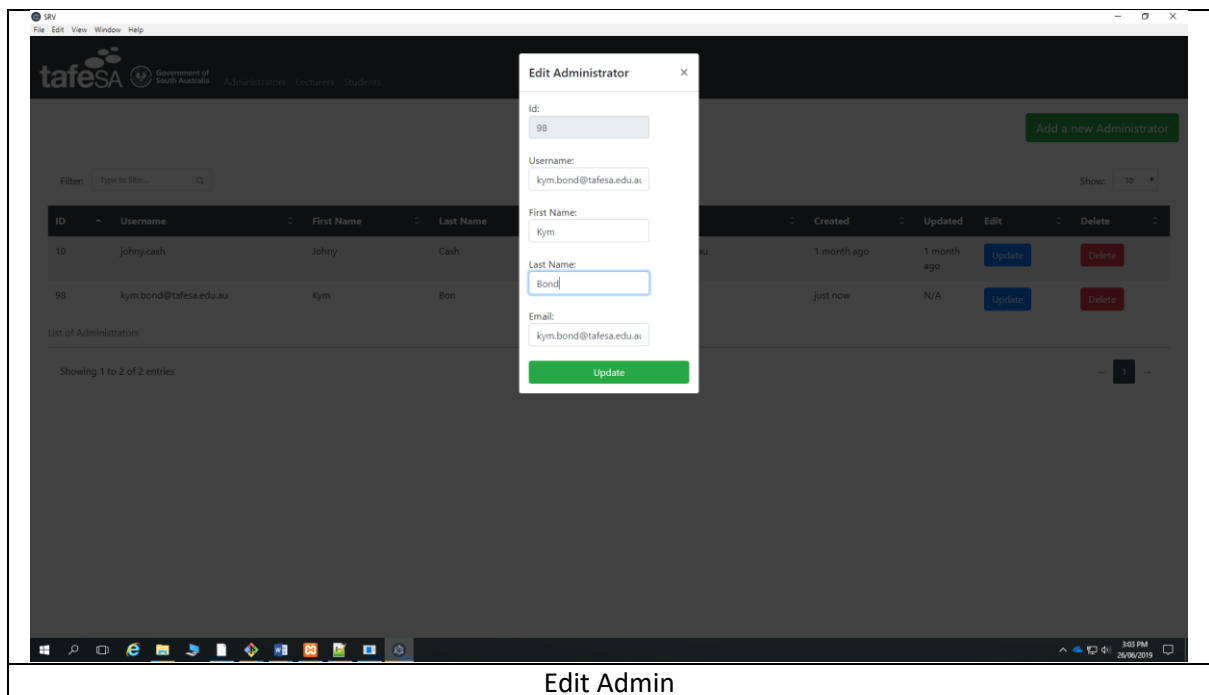 SRV
File Edit View Window Help
tafeSA Government of South Australia Administrators Lecturers Students
Edit Administrator ×
Id:
98
Add a new Administrator
Username:
kym.bond@tafesa.edu.au
Filter: Type to filter... Show: 10
First Name:
Kym
ID Username First Name Last Name Created Updated Edit Delete
10 johny.cash Johny Cash au 1 month ago 1 month ago Update Delete
Last Name:
Bond
98 kym.bond@tafesa.edu.au Kym Bon just now N/A Update Delete
Email:
kym.bond@tafesa.edu.au
List of Administrators
Showing 1 to 2 of 2 entries
Update
1
3:03 PM
26/06/2019
Edit Admin